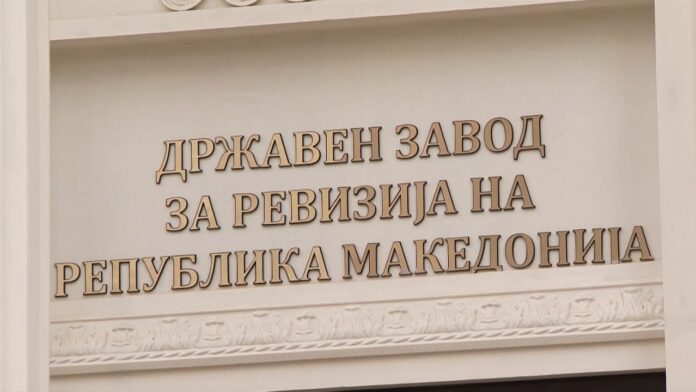 ДРЖАВЕН ЗАВОД
ЗА РЕВИЗИЈА НА
РЕПУБЛИКА МАКЕДОНИЈА